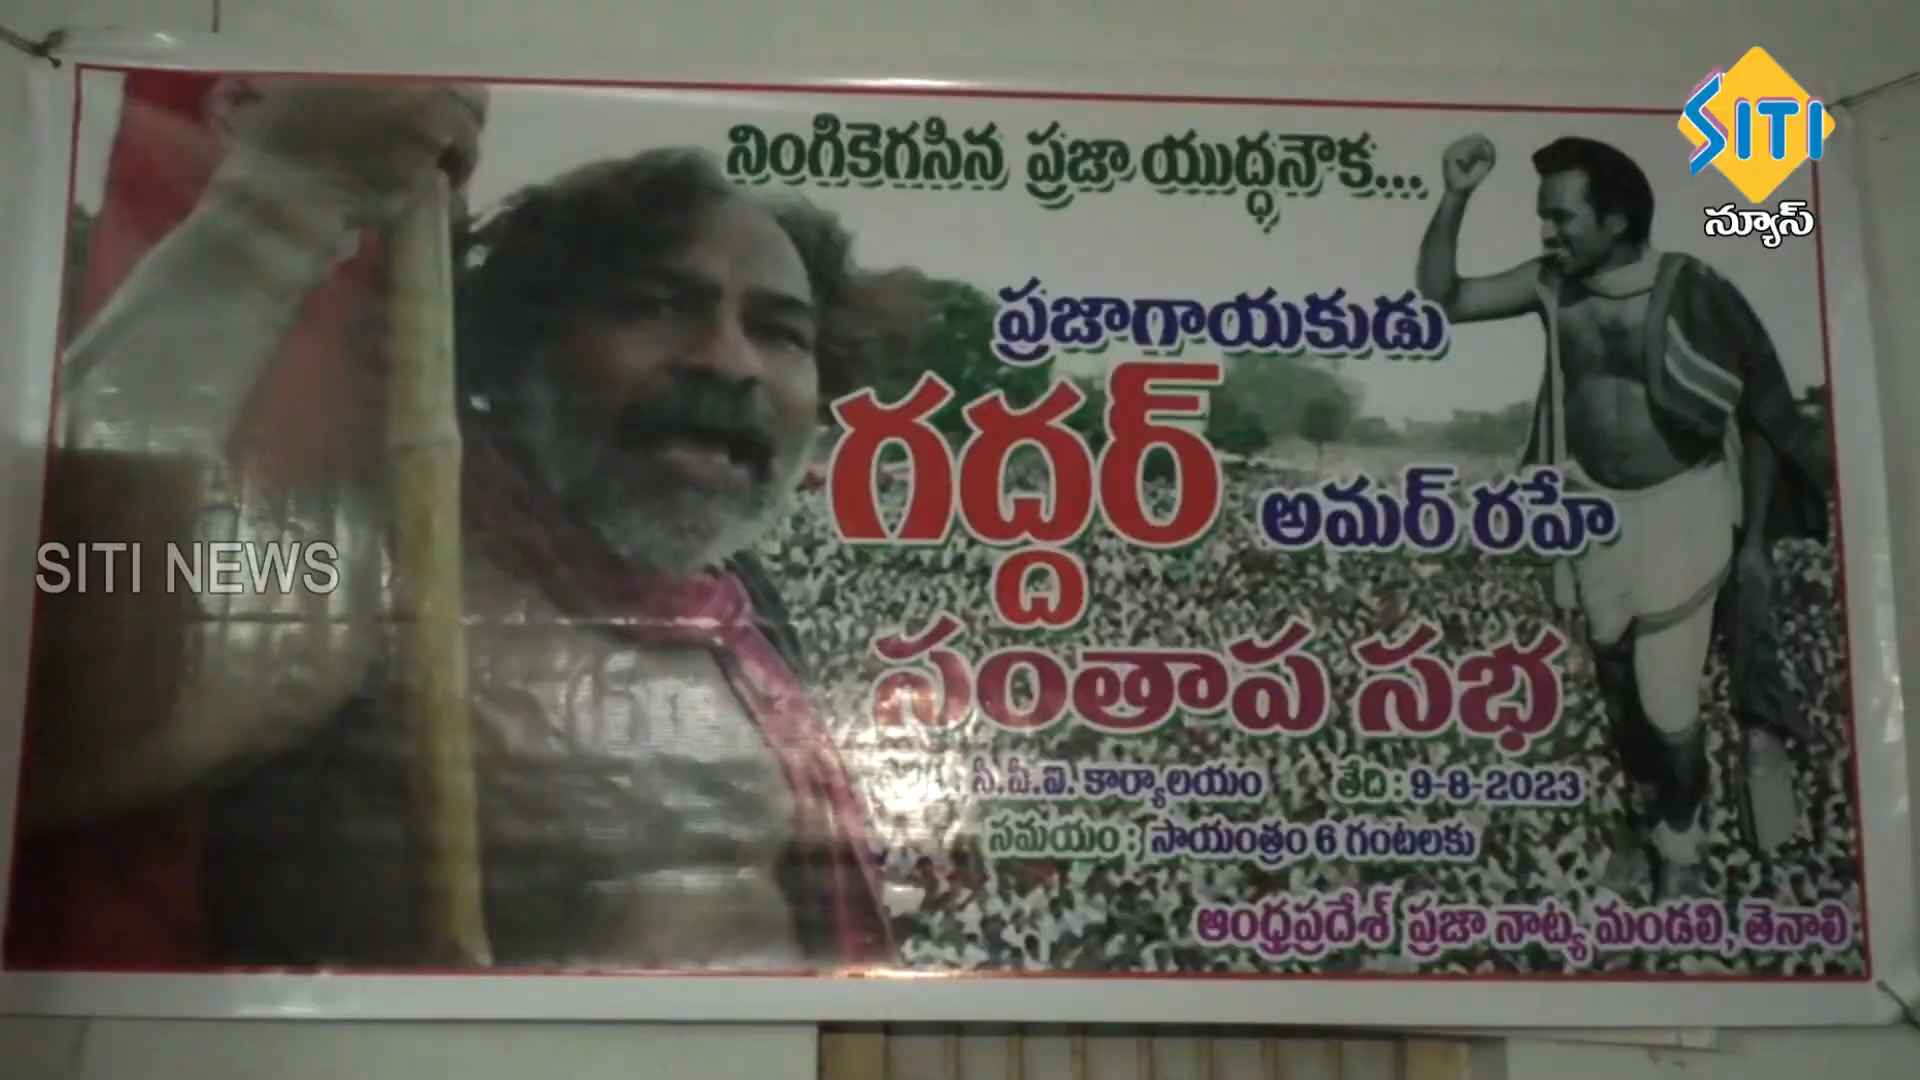 నింగికెగసిన ప్రజా యుద్ధనౌక...
SITI
న్యూస్
ప్రజాగాయకుడు
గద్దర్ అమర్ రహే
SITI NEWS
సంతాప సభ
సి.పి.ఐ. కార్యాలయం తేది : 9-8-2023
సమయం : సాయంత్రం 6 గంటలకు
ఆంధ్రప్రదేశ్ ప్రజా నాట్య మండలి, తెనాలి